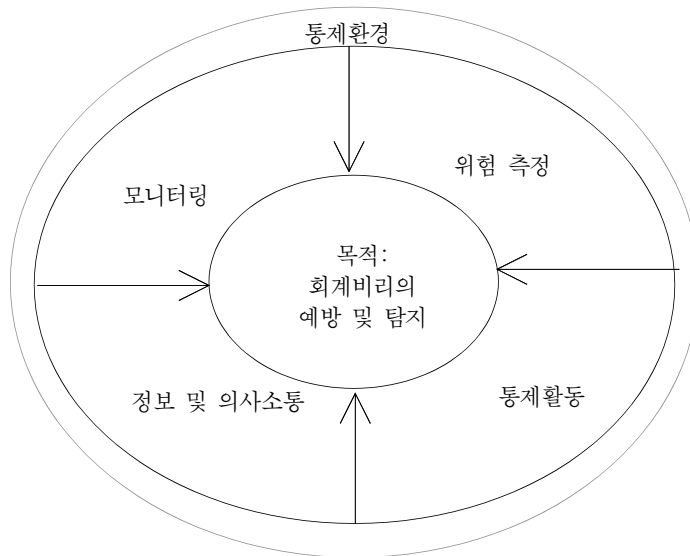 통제환경
위험 측정
모니터링
목적:
회계비리의
예방 및 탐지
정보 및 의사소통
통제활동